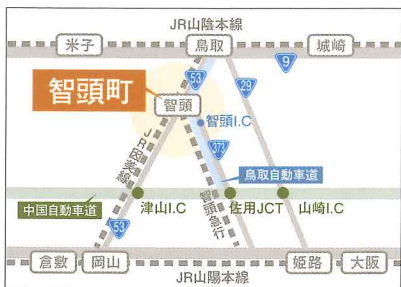 JR山陰本線
米子
鳥取
城崎
9
53
29
智頭町
智頭
智頭I.C
JR因美線
373
鳥取自動車道
中国自動車道
津山I.C
佐用JCT
山崎I.C
智頭急行
53
倉敷
岡山
姫路
大阪
JR山陽本線